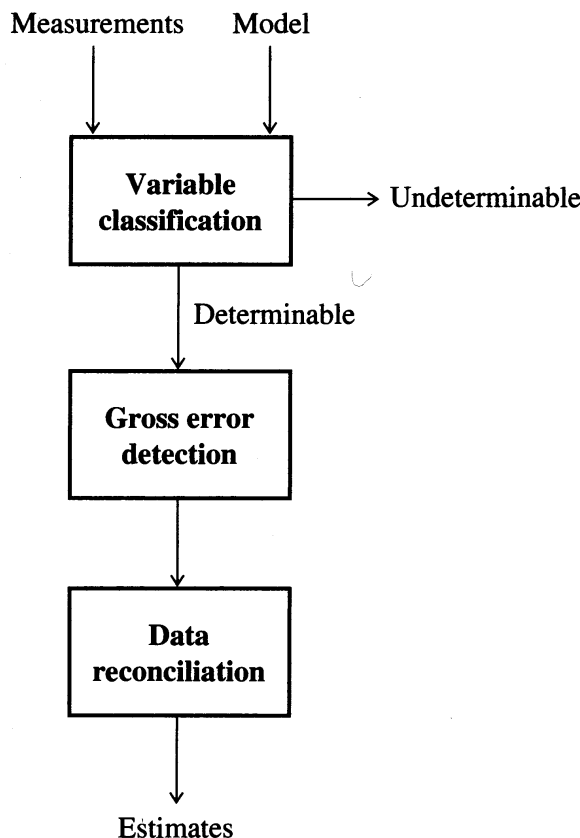 Measurements Model
Variable
classification
Undeterminable
Determinable
Gross error
detection
Data
reconciliation
Estimates